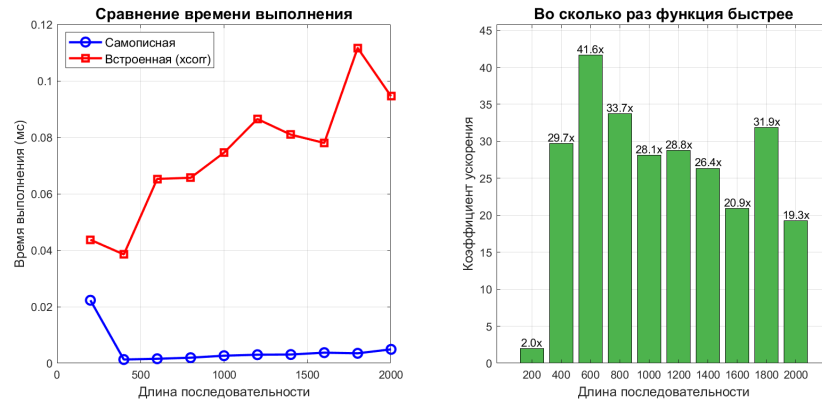 Сравнение времени выполнения
Самописная
Встроенная (xcorr)
Время выполнения (мс)
0.12
0.1
0.08
0.06
0.04
0.02
0
0 500 1000 1500 2000
Длина последовательности
Во сколько раз функция быстрее
Коэффициент ускорения
45
40
35
30
25
20
15
10
5
0
2.0x
29.7x
41.6x
33.7x
28.1x
28.8x
26.4x
20.9x
31.9x
19.3x
200 400 600 800 1000 1200 1400 1600 1800 2000
Длина последовательности